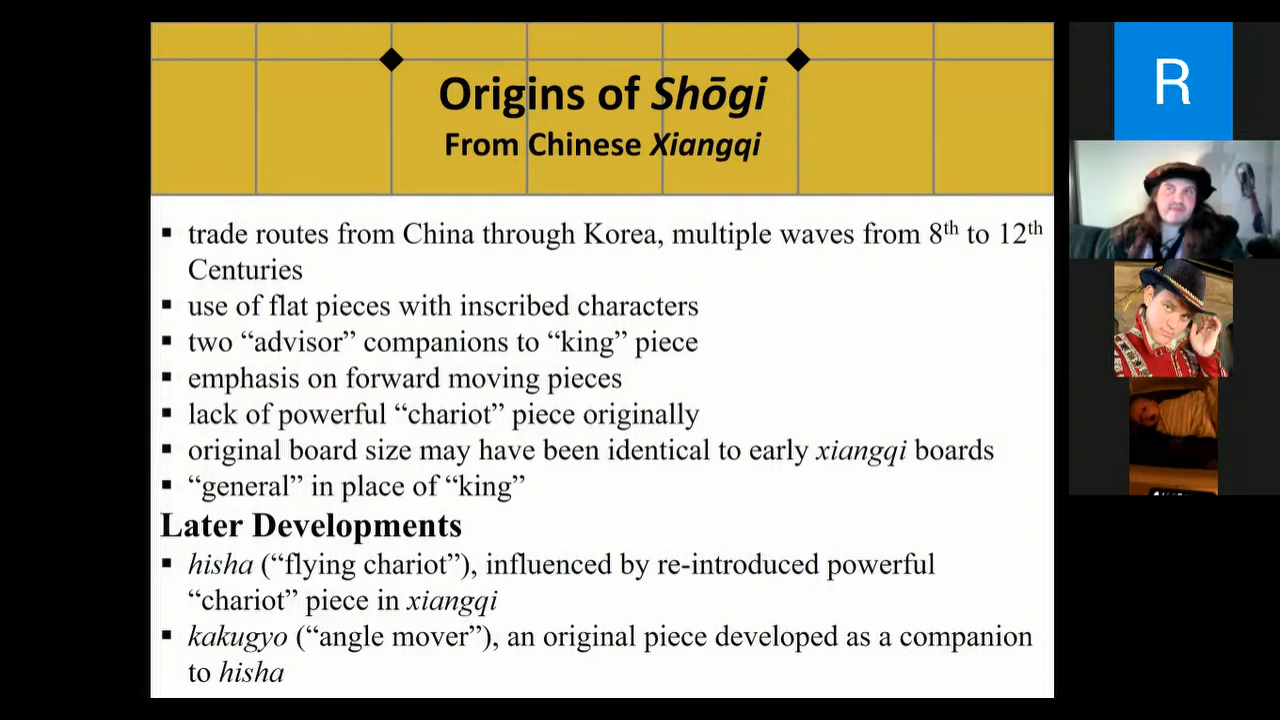 Origins of Shōgi
From Chinese Xiangqi
▪ trade routes from China through Korea, multiple waves from 8th to 12th
Centuries
▪ use of flat pieces with inscribed characters
▪ two “advisor” companions to “king” piece
▪ emphasis on forward moving pieces
▪ lack of powerful “chariot” piece originally
▪ original board size may have been identical to early xiangqi boards
▪ “general” in place of “king”
Later Developments
▪ hisha (“flying chariot”), influenced by re-introduced powerful
“chariot” piece in xiangqi
▪ kakugyo (“angle mover”), an original piece developed as a companion
to hisha
R